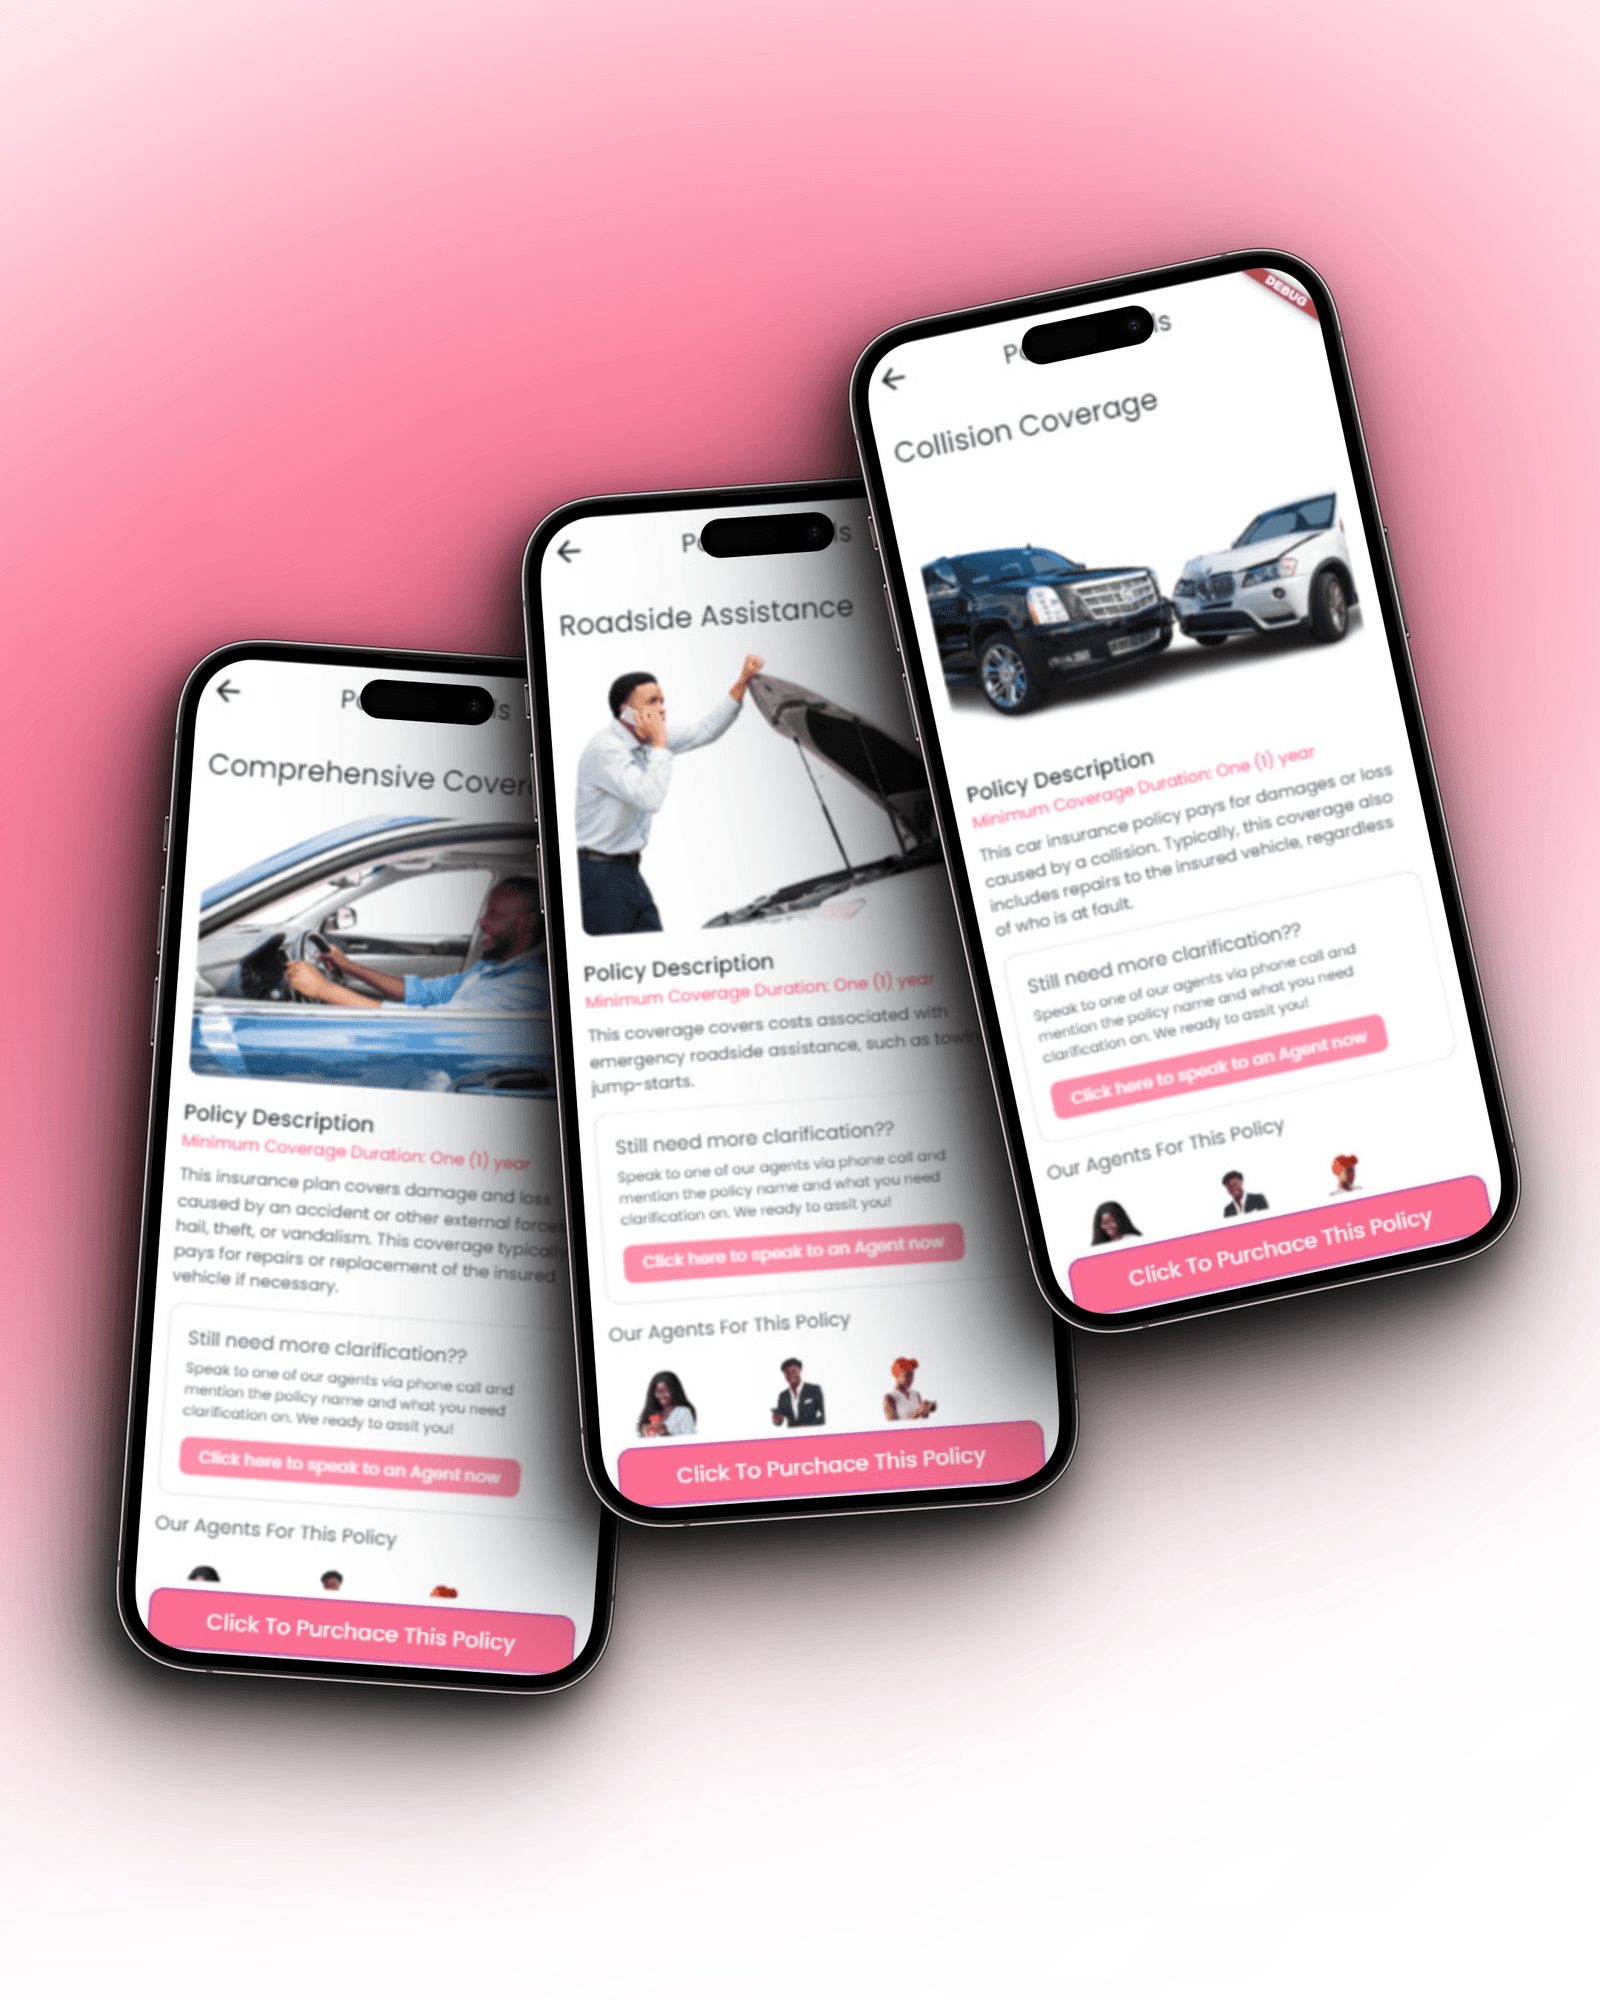 Comprehensive
Policy Description
Minimum Coverage Duration: One (1) year
This insurance plan covers damage and loss
caused by an accident or other external forces
hail, theft, or vandalism. This coverage typically
pays for repairs or replacement of the insured
vehicle if necessary.
Still need more clarification??
Speak to one of our agents via phone call and
mention the policy name and what you need
clarification on. We ready to assit you!
Click here to speak to an Agent now
Our Agents For This Policy
Click To Purchace This Policy
Roadside Assistance
Policy Description
Minimum Coverage Duration: One (1) year
This coverage covers costs associated with
emergency roadside assistance, such as
jump-starts.
Still need more clarification??
Speak to one of our agents via phone call and
mention the policy name and what you need
clarification on. We ready to assit you!
Click here to speak to an Agent now
Our Agents For This Policy
Click To Purchace This Policy
DEBUG
Collision Coverage
Policy Description
Minimum Coverage Duration: One (1) year
This car insurance policy pays for damages or loss
caused by a collision. Typically, this coverage also
includes repairs to the insured vehicle, regardless
of who is at fault.
Still need more clarification??
Speak to one of our agents via phone call and
mention the policy name and what you need
clarification on. We ready to assit you!
Click here to speak to an Agent now
Our Agents For This Policy
Click To Purchace This Policy